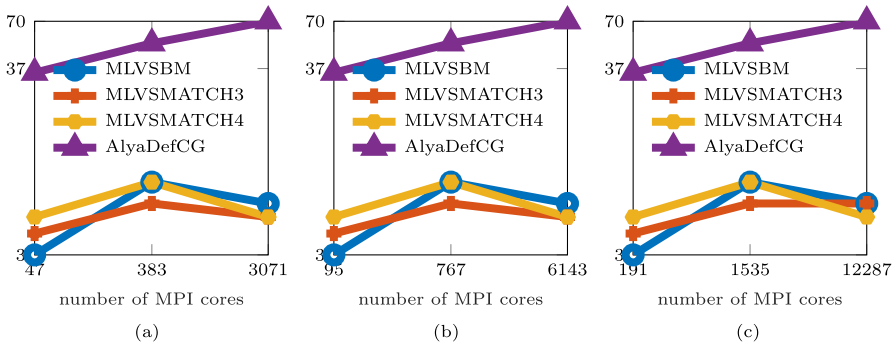 70
37
3
MLVSBM
MLVSMATCH3
MLVSMATCH4
AlyaDefCG
47 383 3071
number of MPI cores
(a)
70
37
3
MLVSBM
MLVSMATCH3
MLVSMATCH4
AlyaDefCG
95 767 6143
number of MPI cores
(b)
70
37
3
MLVSBM
MLVSMATCH3
MLVSMATCH4
AlyaDefCG
191 1535 12287
number of MPI cores
(c)